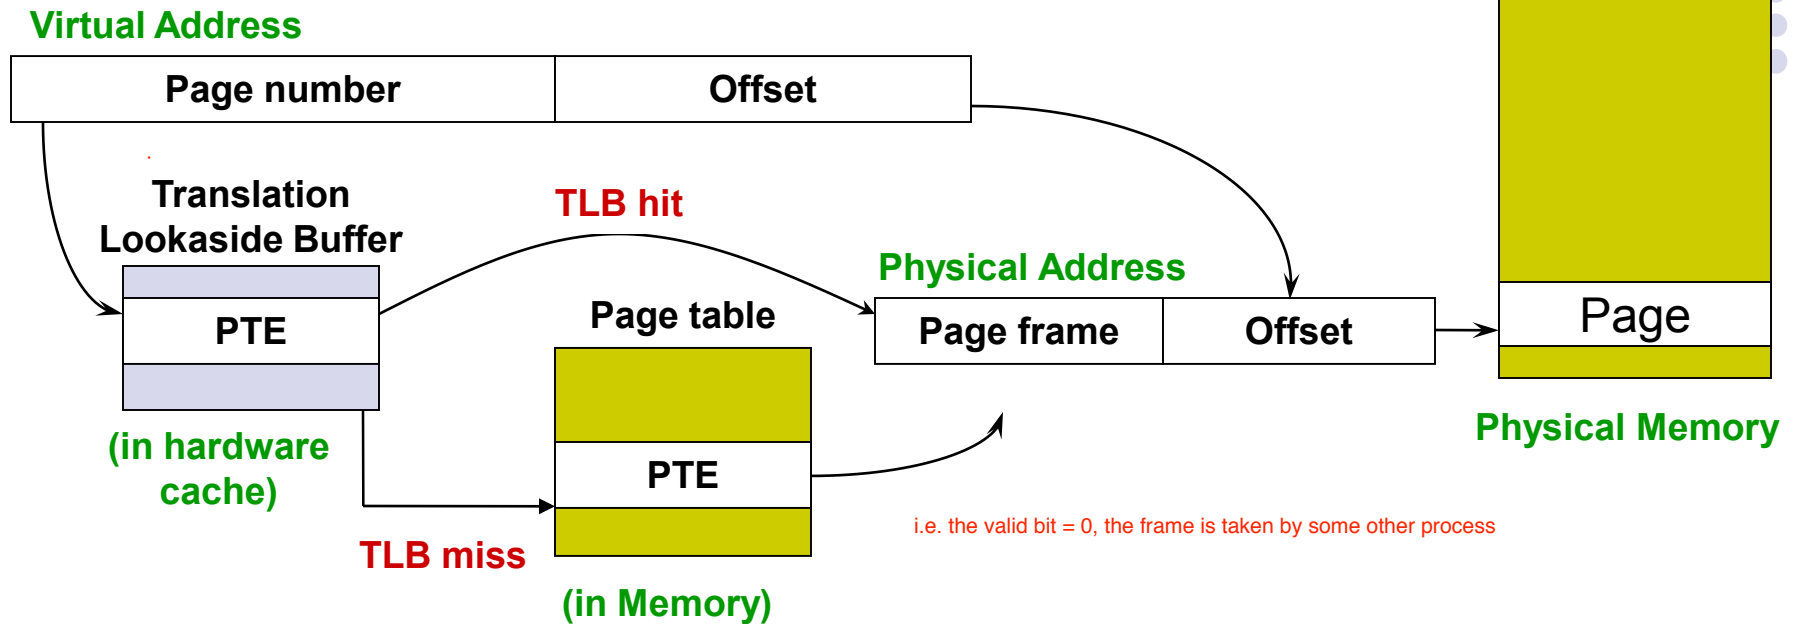 Virtual Address
Page number
Offset
Translation
Lookaside Buffer
TLB hit
PTE
Page table
Physical Address
Page frame
Offset
Page
(in hardware
cache)
PTE
Physical Memory
i.e. the valid bit = 0, the frame is taken by some other process
TLB miss
(in Memory)